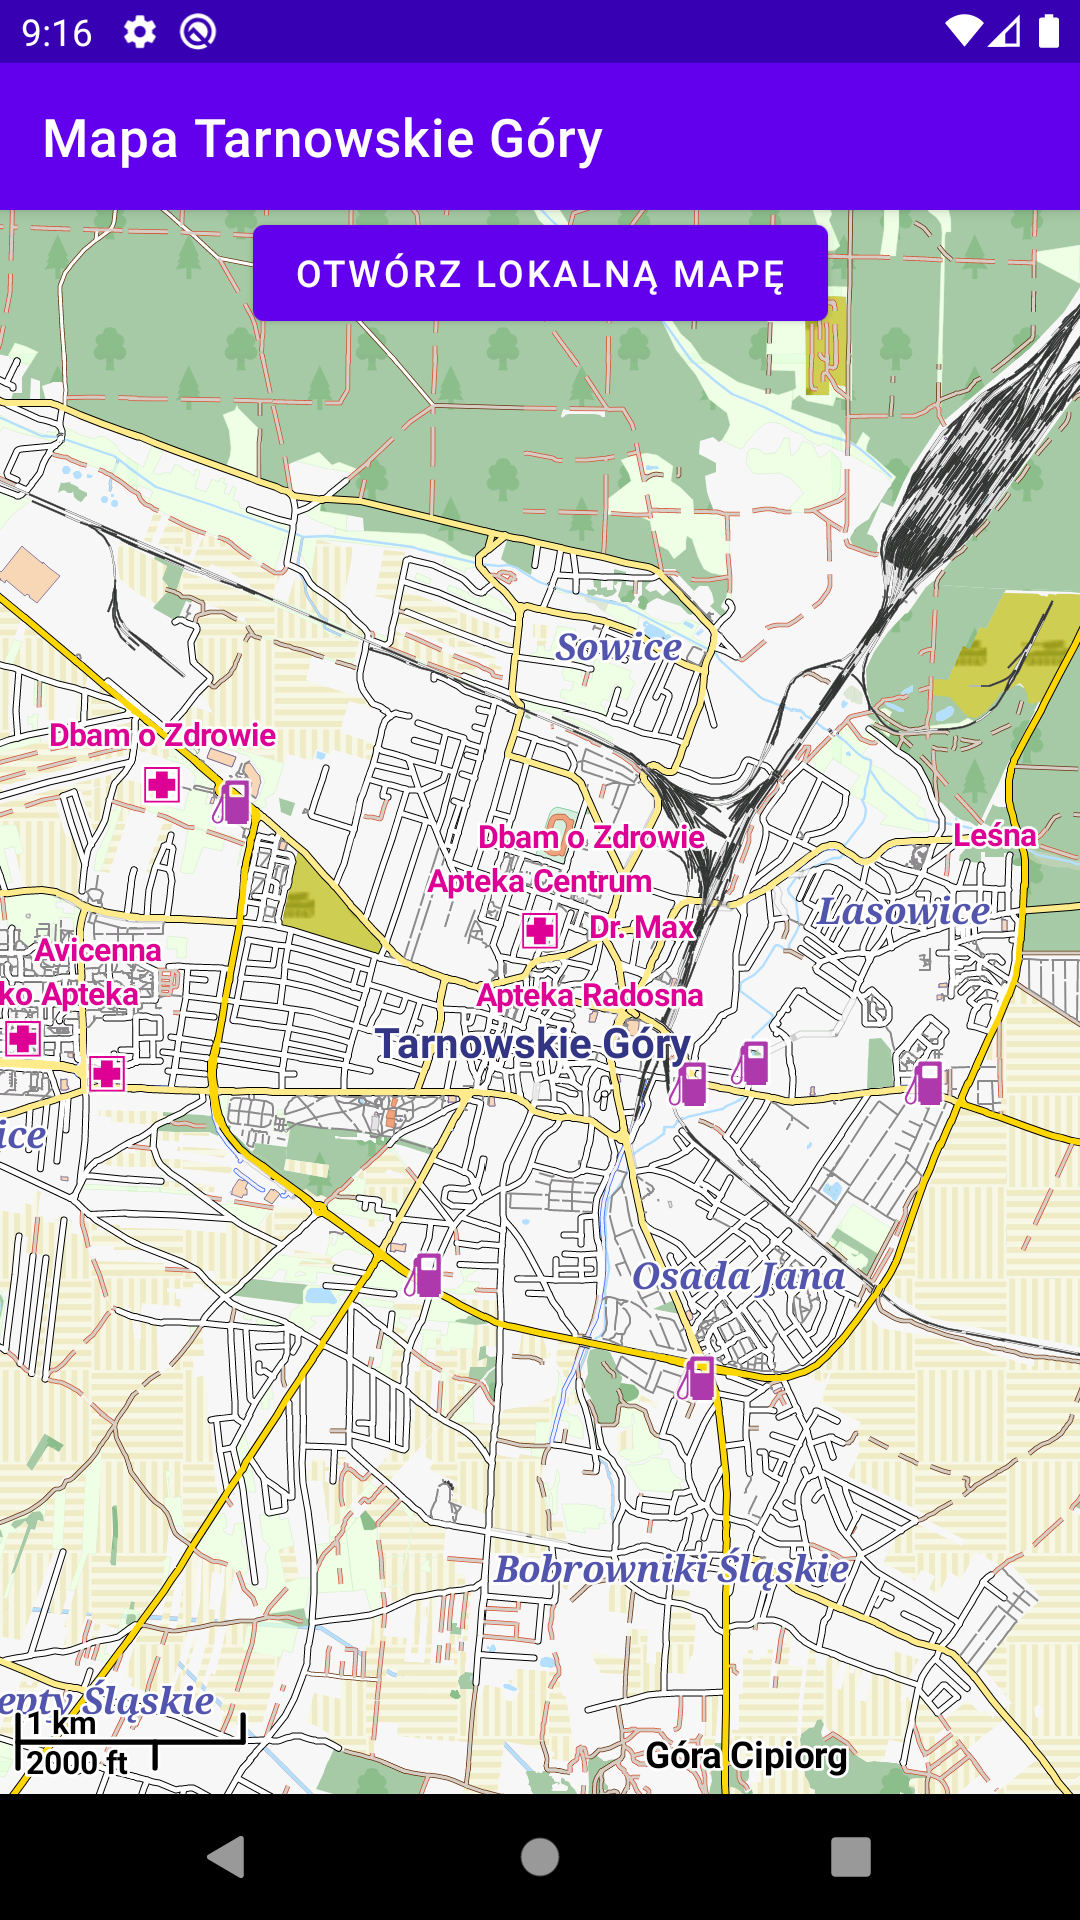 9:16
Mapa Tarnowskie Góry
OTWÓRZ LOKALNĄ MAPĘ
Sowice
Dbam o Zdrowie
Dbam o Zdrowie
Leśna
Apteka Centrum
Lasowice
Dr. Max
Avicenna
ko Apteka
Apteka Radosna
Tarnowskie Góry
ice
Osada Jana
Bobrowniki Śląskie
epty Śląskie
1 km
2000 ft
Góra Cipiorg